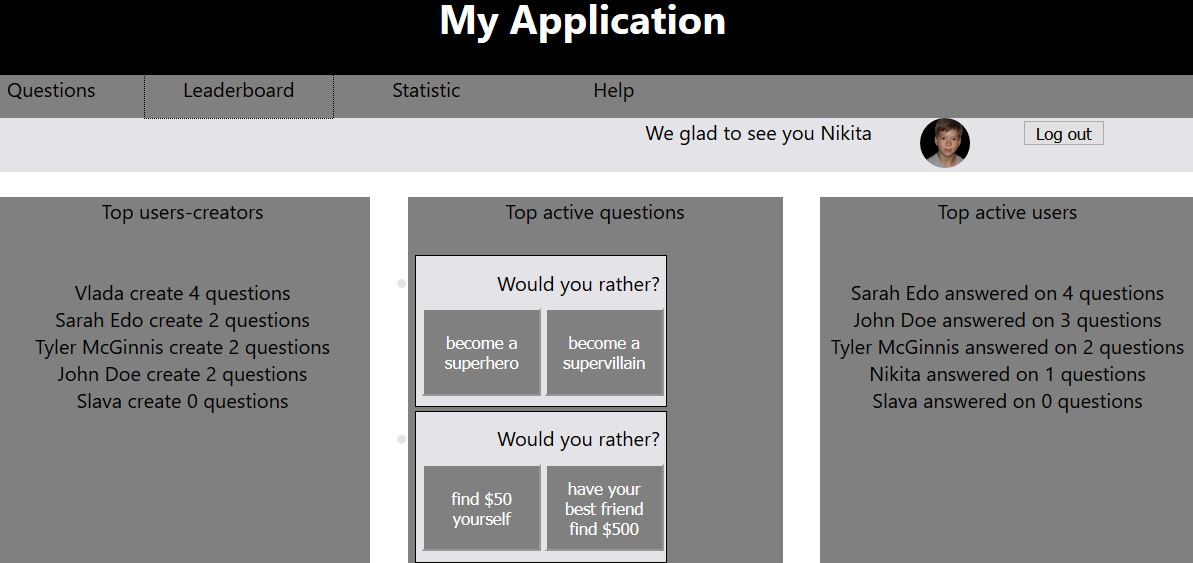 My Application
Questions Leaderboard Statistic Help
We glad to see you Nikita Log out
Top users-creators
Vlada create 4 questions
Sarah Edo create 2 questions
Tyler McGinnis create 2 questions
John Doe create 2 questions
Slava create 0 questions
Top active questions
Would you rather?
become a
superhero
become a
supervillain
Would you rather?
find $50
yourself
have your
best friend
find $500
Top active users
Sarah Edo answered on 4 questions
John Doe answered on 3 questions
Tyler McGinnis answered on 2 questions
Nikita answered on 1 questions
Slava answered on 0 questions